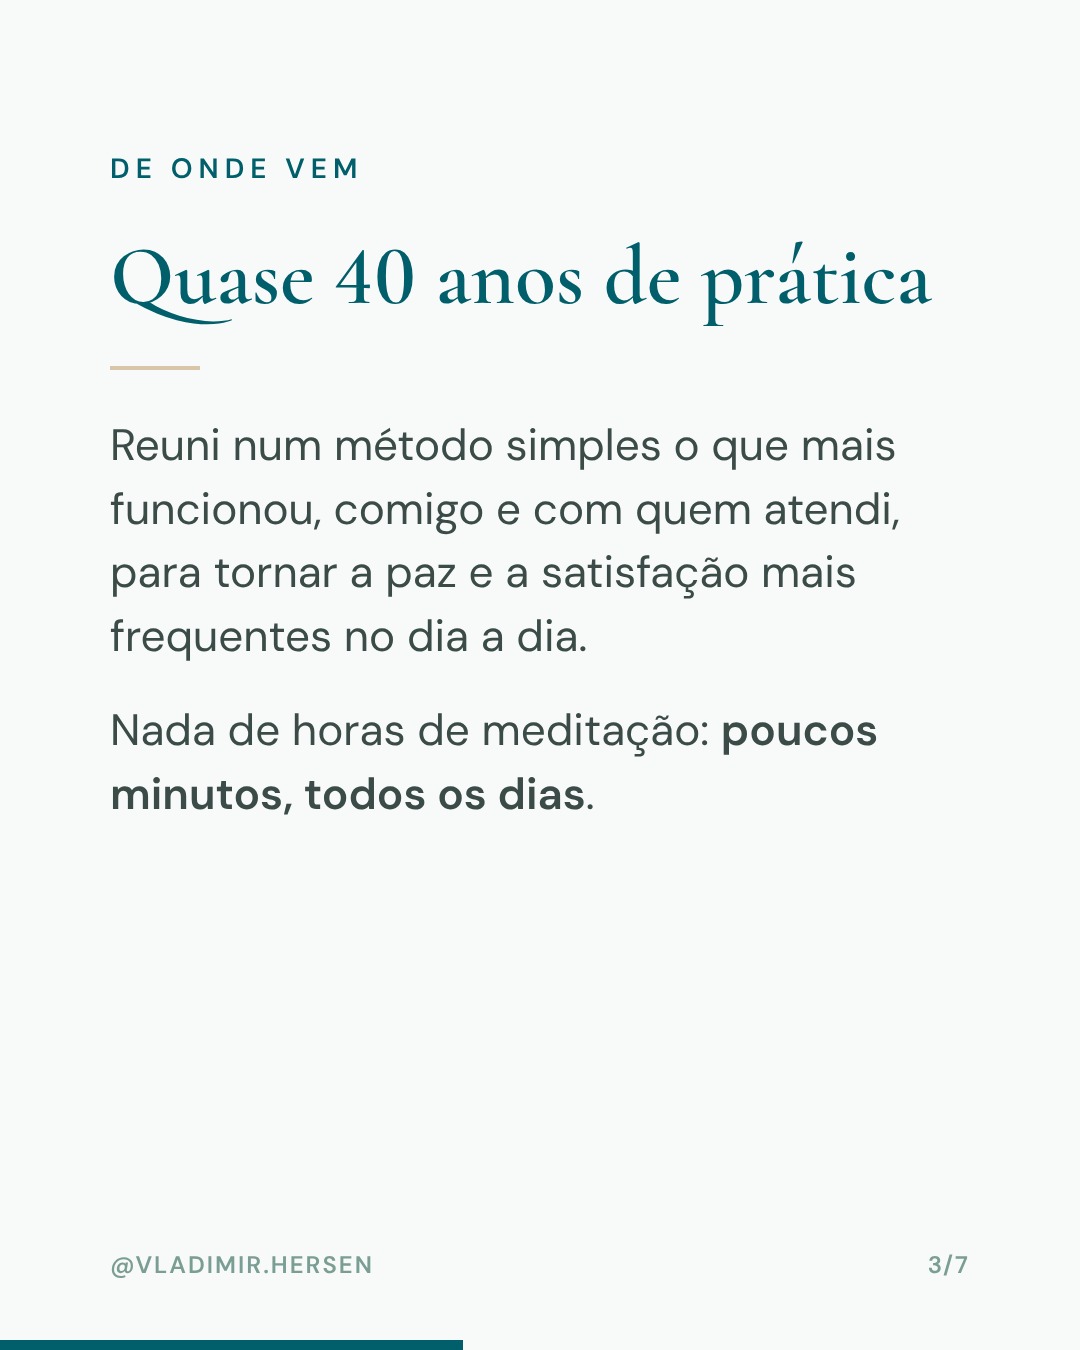 DE ONDE VEM
Quase 40 anos de prática
Reuni num método simples o que mais
funcionou, comigo e com quem atendi,
para tornar a paz e a satisfação mais
frequentes no dia a dia.
Nada de horas de meditação: poucos
minutos, todos os dias.
@VLADIMIR.HERSEN
3/7